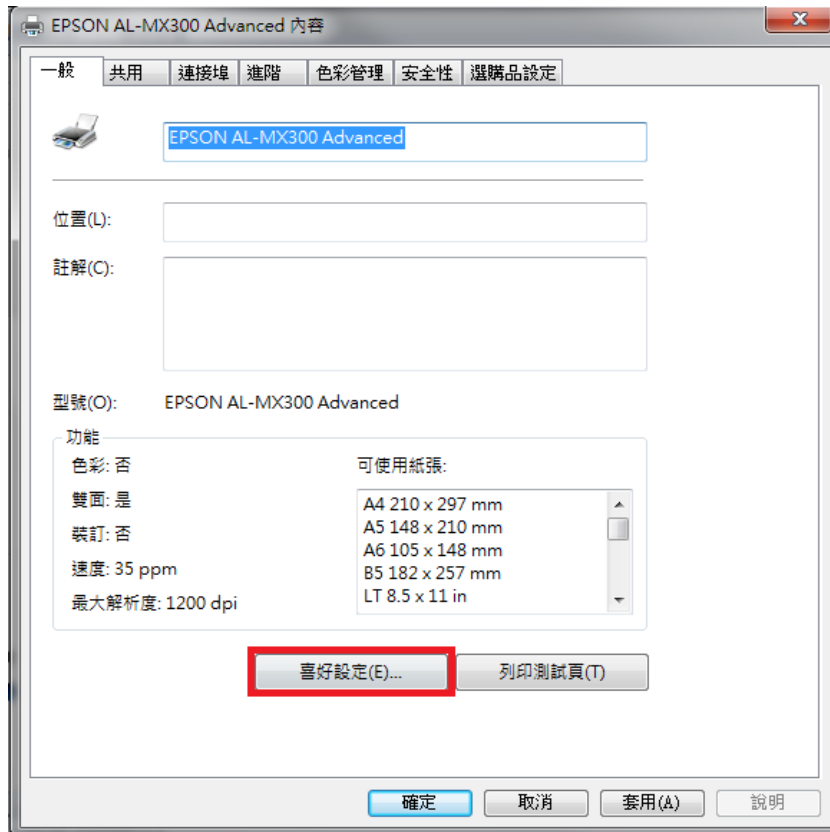 EPSON AL-MX300 Advanced 內容
一般 共用 連接埠 進階 色彩管理 安全性 選購品設定
EPSON AL-MX300 Advanced
位置(L):
註解(C):
型號(O): EPSON AL-MX300 Advanced
功能
色彩: 否
雙面: 是
裝訂: 否
速度: 35 ppm
最大解析度: 1200 dpi
可使用紙張:
A4 210 x 297 mm
A5 148 x 210 mm
A6 105 x 148 mm
B5 182 x 257 mm
LT 8.5 x 11 in
喜好設定(E)... 列印測試頁(T)
確定 取消 套用(A) 說明